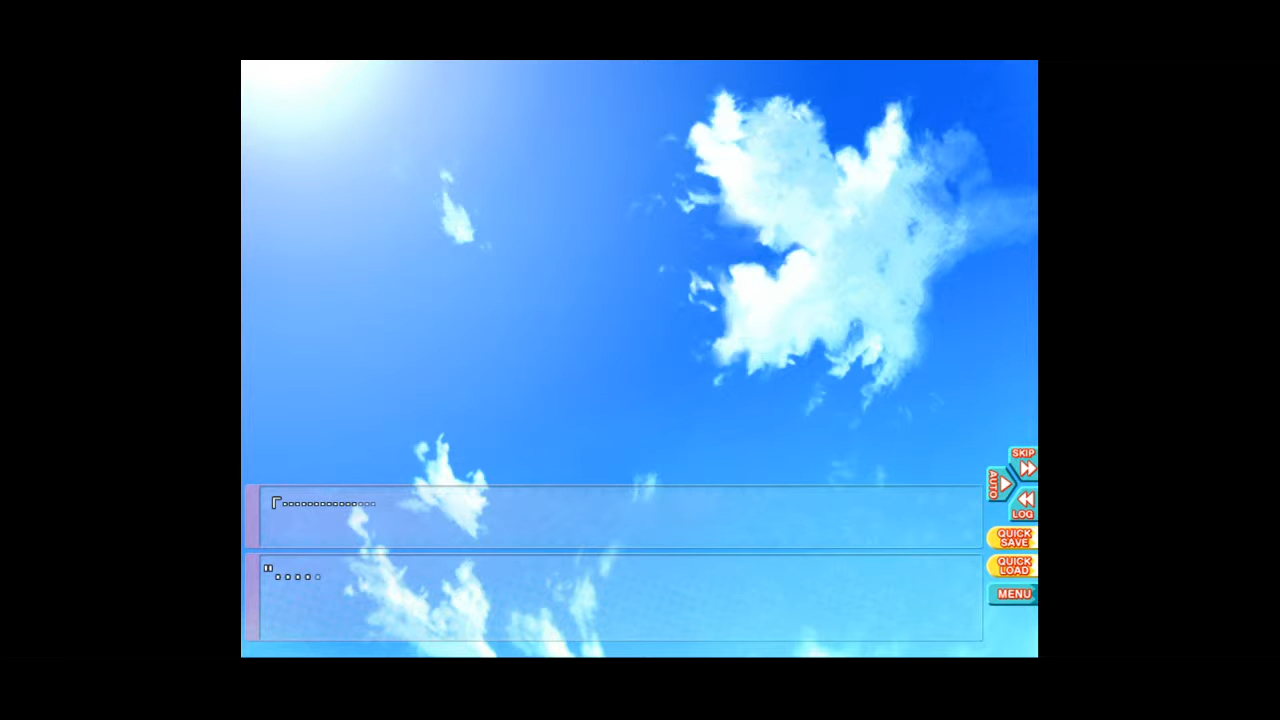 「…………
"......
SKIP
AUTO
LOG
QUICK
SAVE
QUICK
LOAD
MENU